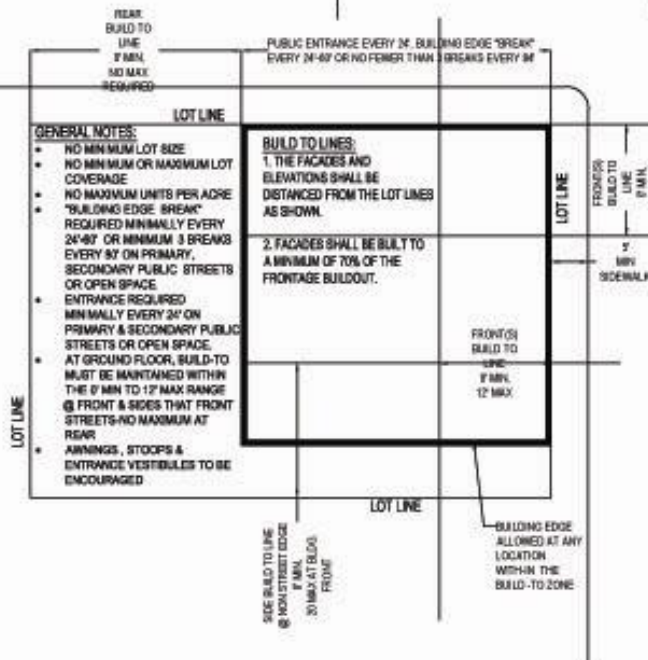 REAR
BUILD TO
LINE
0' MIN,
NO MAX
REQUIRED
PUBLIC ENTRANCE EVERY 24', BUILDING EDGE "BREAK"
EVERY 24'-60' OR NO FEWER THAN 3 BREAKS EVERY
LOT LINE
GENERAL NOTES:
• NO MINIMUM LOT SIZE
• NO MINIMUM OR MAXIMUM LOT
COVERAGE
• NO MAXIMUM UNITS PER ACRE
• "BUILDING EDGE BREAK"
REQUIRED MINIMALLY EVERY
24'-60' OR MINIMUM 3 BREAKS
EVERY ON PRIMARY,
SECONDARY PUBLIC STREETS
OR OPEN SPACE.
• ENTRANCE REQUIRED
MINIMALLY EVERY 24' ON
PRIMARY & SECONDARY PUBLIC
STREETS OR OPEN SPACE.
• AT GROUND FLOOR, BUILD-TO
MUST BE MAINTAINED WITHIN
THE 0' MIN TO 12' MAX RANGE
@ FRONT & SIDES THAT FRONT
STREETS-NO MAXIMUM AT
REAR
• AWNINGS, STOOPS &
ENTRANCE VESTIBULES TO BE
ENCOURAGED
LOT LINE
BUILD TO LINES:
1. THE FACADES AND
ELEVATIONS SHALL BE
DISTANCED FROM THE LOT LINES
AS SHOWN.
2. FACADES SHALL BE BUILT TO
A MINIMUM OF 70% OF THE
FRONTAGE BUILDOUT.
FRONT(S)
BUILD TO
LINE
0' MIN,
12' MAX
LOT LINE
FRONT(S)
BUILD TO
LINE
0' MIN,
5'
MIN
SIDEWALK
LOT LINE
SIDE BUILD TO LINE
@ NON STREET EDGE
0' MIN,
20 MAX AT BLDG.
FRONT
BUILDING EDGE
ALLOWED AT ANY
LOCATION
WITH-IN THE
BUILD-TO ZONE